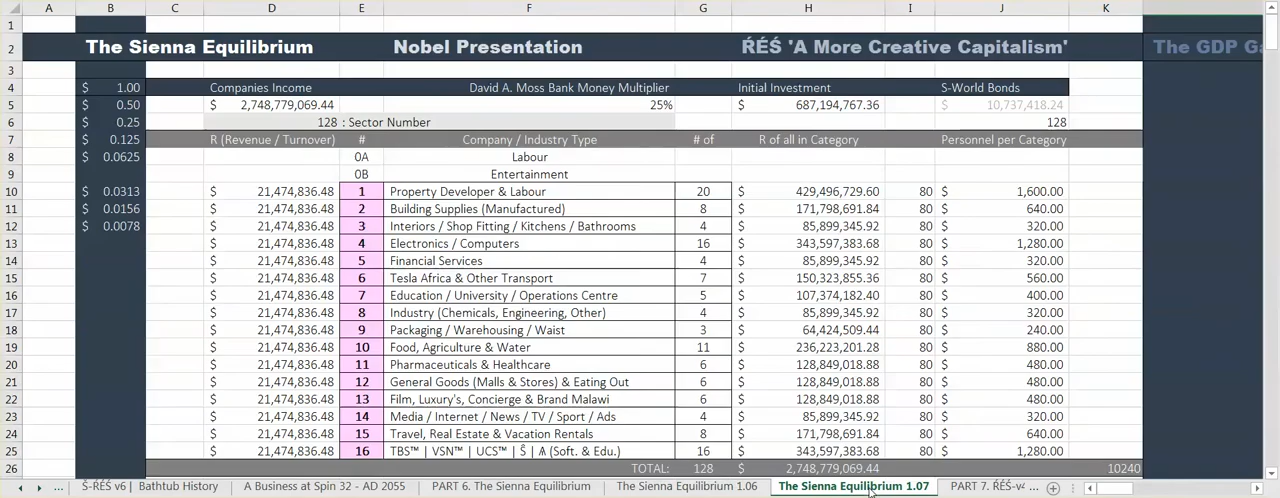 A B C D E F G H I J K
1
2 The Sienna Equilibrium Nobel Presentation ŔÉŚ 'A More Creative Capitalism' The GDP Ga
3
4 $ 1.00 Companies Income David A. Moss Bank Money Multiplier Initial Investment S-World Bonds
5 $ 0.50 $ 2,748,779,069.44 25% $ 687,194,767.36 $ 10,737,418.24
6 $ 0.25 128 : Sector Number 128
7 $ 0.125 R (Revenue / Turnover) # Company / Industry Type # of R of all in Category Personnel per Category
8 $ 0.0625 0A Labour
9 0B Entertainment
10 $ 0.0313 $ 21,474,836.48 1 Property Developer & Labour 20 $ 429,496,729.60 80 $ 1,600.00
11 $ 0.0156 $ 21,474,836.48 2 Building Supplies (Manufactured) 8 $ 171,798,691.84 80 $ 640.00
12 $ 0.0078 $ 21,474,836.48 3 Interiors / Shop Fitting / Kitchens / Bathrooms 4 $ 85,899,345.92 80 $ 320.00
13 $ 21,474,836.48 4 Electronics / Computers 16 $ 343,597,383.68 80 $ 1,280.00
14 $ 21,474,836.48 5 Financial Services 4 $ 85,899,345.92 80 $ 320.00
15 $ 21,474,836.48 6 Tesla Africa & Other Transport 7 $ 150,323,855.36 80 $ 560.00
16 $ 21,474,836.48 7 Education / University / Operations Centre 5 $ 107,374,182.40 80 $ 400.00
17 $ 21,474,836.48 8 Industry (Chemicals, Engineering, Other) 4 $ 85,899,345.92 80 $ 320.00
18 $ 21,474,836.48 9 Packaging / Warehousing / Waist 3 $ 64,424,509.44 80 $ 240.00
19 $ 21,474,836.48 10 Food, Agriculture & Water 11 $ 236,223,201.28 80 $ 880.00
20 $ 21,474,836.48 11 Pharmaceuticals & Healthcare 6 $ 128,849,018.88 80 $ 480.00
21 $ 21,474,836.48 12 General Goods (Malls & Stores) & Eating Out 6 $ 128,849,018.88 80 $ 480.00
22 $ 21,474,836.48 13 Film, Luxury's, Concierge & Brand Malawi 6 $ 128,849,018.88 80 $ 480.00
23 $ 21,474,836.48 14 Media / Internet / News / TV / Sport / Ads 4 $ 85,899,345.92 80 $ 320.00
24 $ 21,474,836.48 15 Travel, Real Estate & Vacation Rentals 8 $ 171,798,691.84 80 $ 640.00
25 $ 21,474,836.48 16 TBS™ | VSN™ | UCS™ | Ŝ | Ѧ (Soft. & Edu.) 16 $ 343,597,383.68 80 $ 1,280.00
26 TOTAL: 128 $ 2,748,779,069.44 10240
... Ŝ-ŔÉŚ v6 | Bathtub History A Business at Spin 32 - AD 2055 PART 6. The Sienna Equilibrium The Sienna Equilibrium 1.06 The Sienna Equilibrium 1.07 PART 7. ŔÉŚ-v4 ...